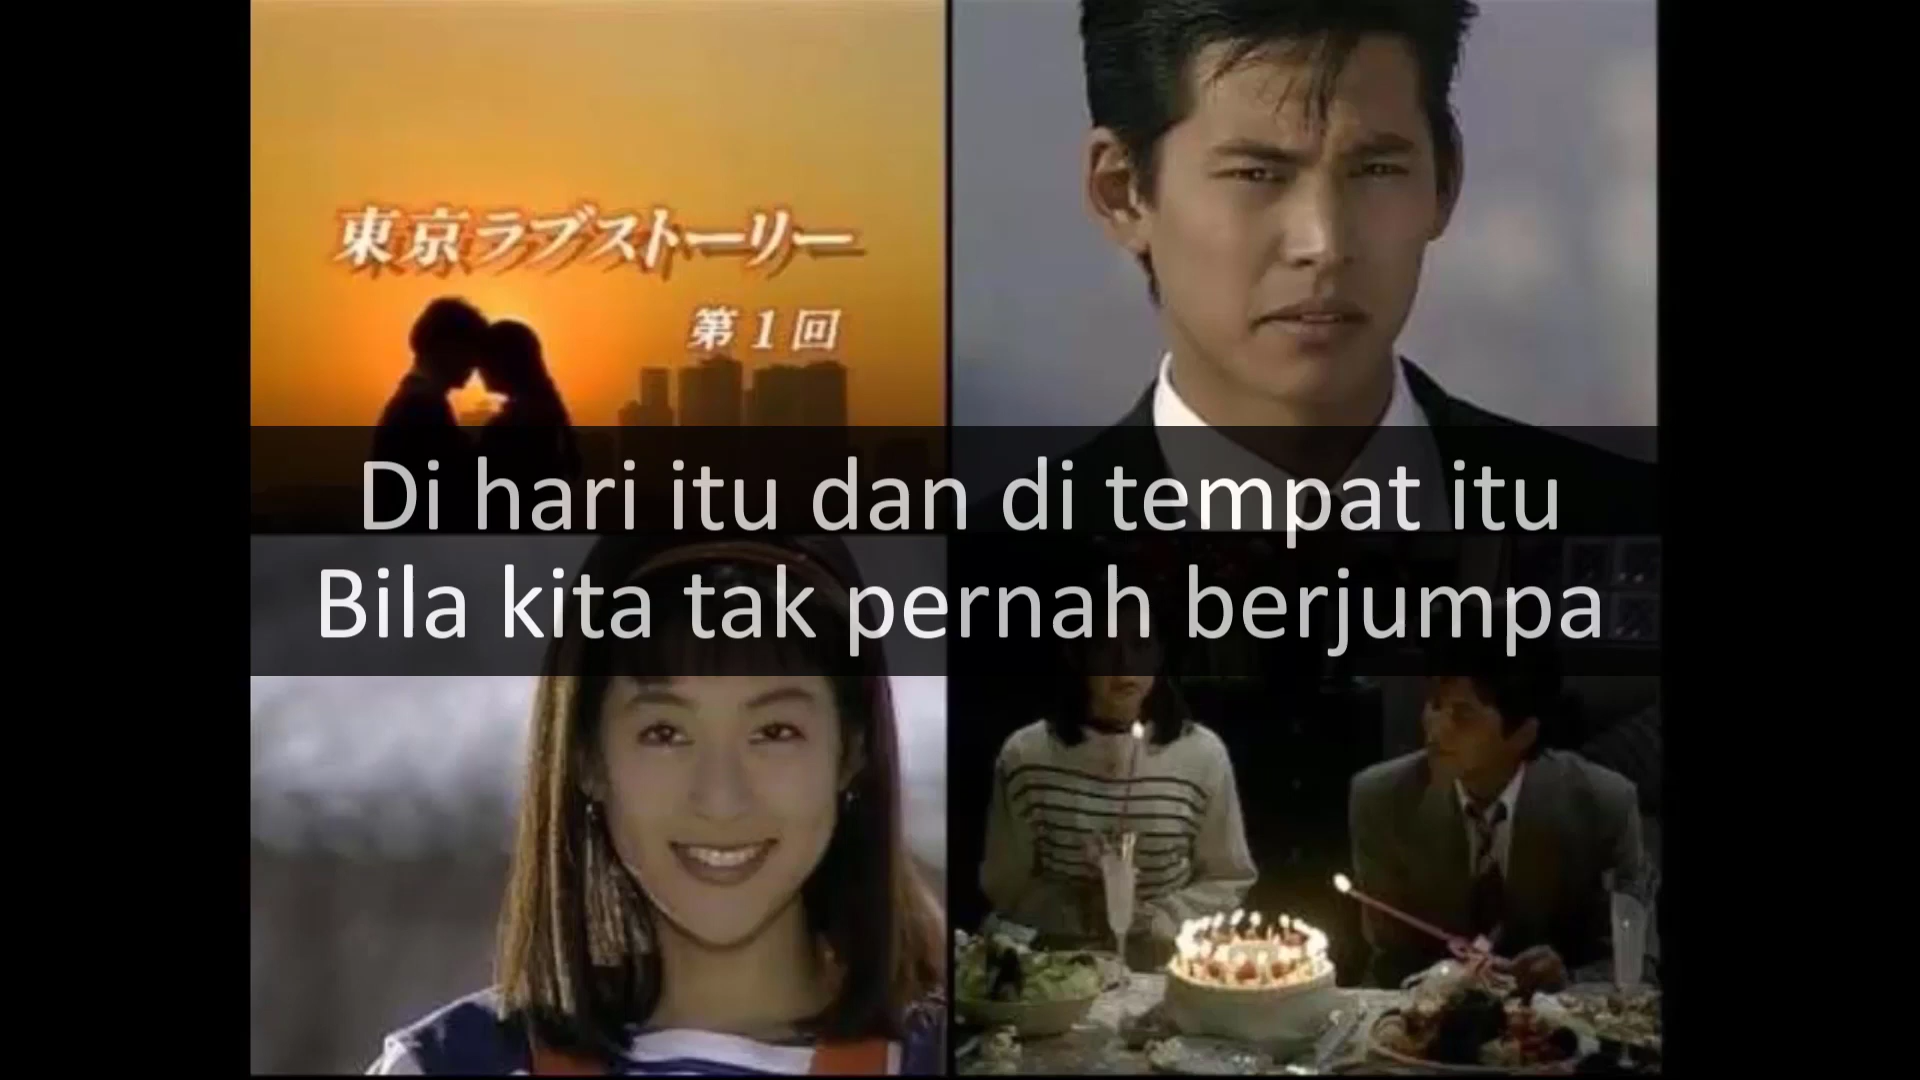 東京ラブストーリー
第1回
Di hari itu dan di tempat itu
Bila kita tak pernah berjumpa